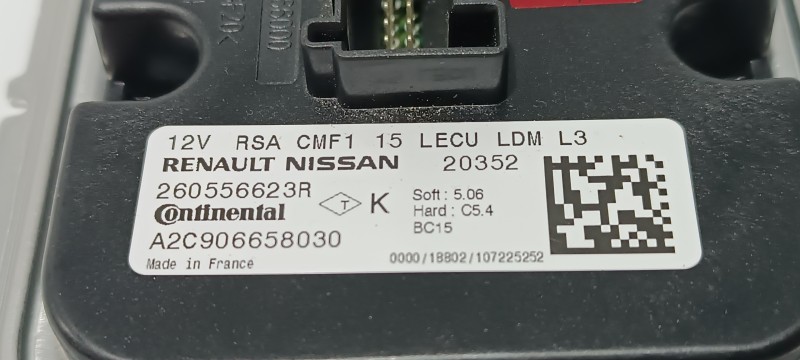 12V RSA CMF1 15 LECU LDM L3
RENAULT NISSAN 20352
260556623R
Continental T K
Soft : 5.06
Hard : C5.4
BC15
A2C906658030
Made in France
0000/18802/107225252